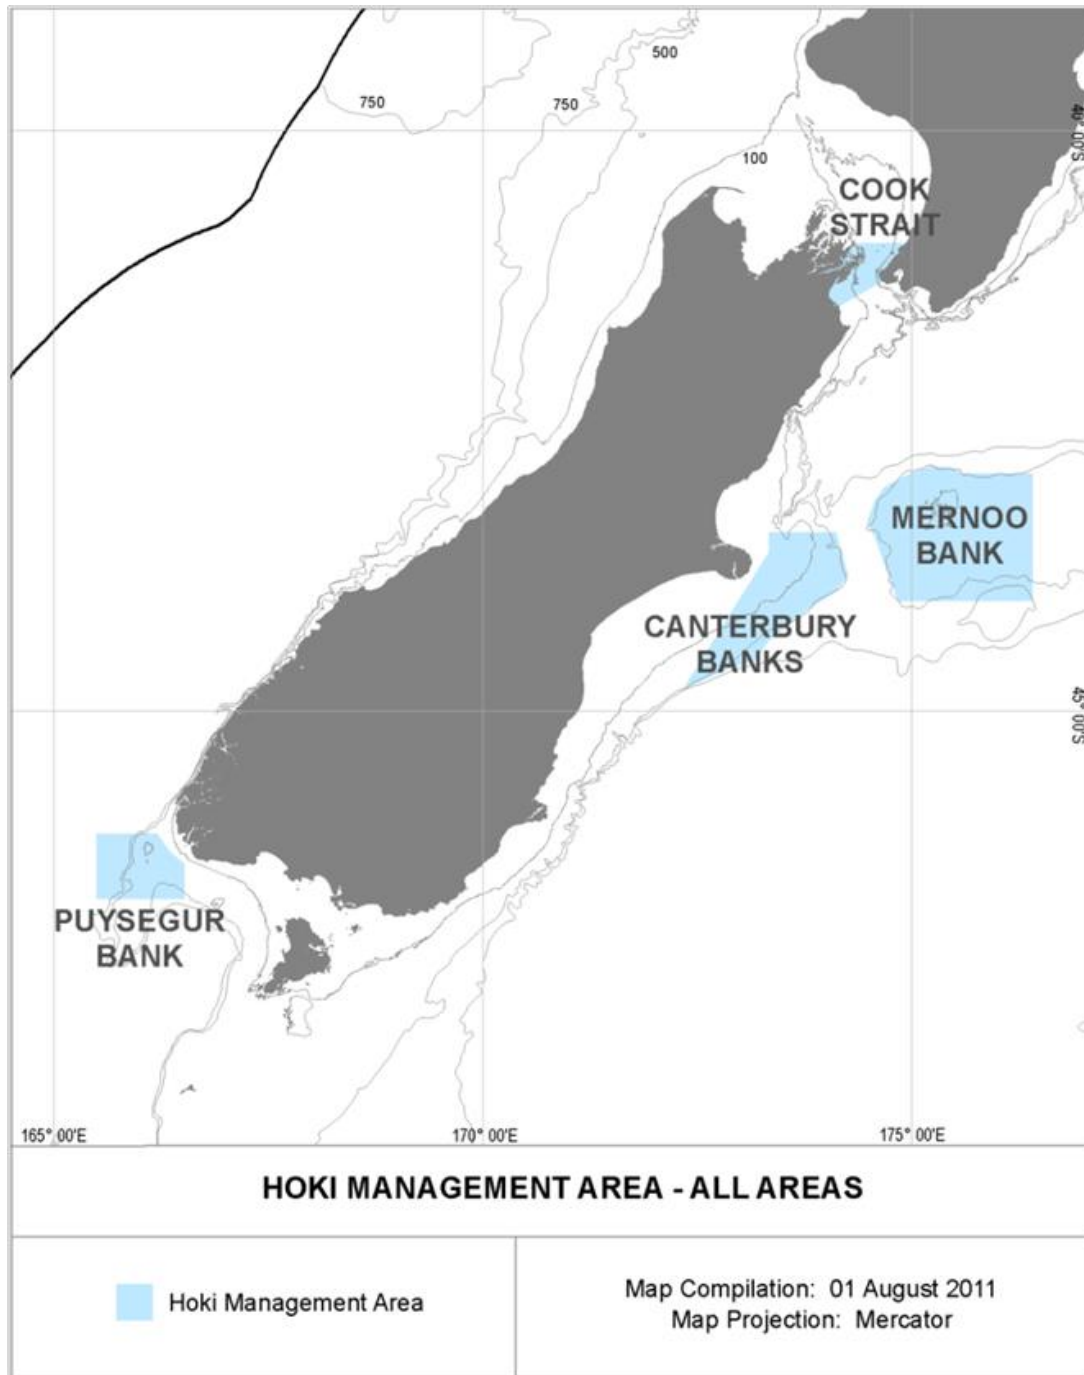 500
750
750
100
40° 00'S
COOK
STRAIT
MERNOO
BANK
CANTERBURY
BANKS
45° 00'S
PUYSEGUR
BANK
165° 00'E
170° 00'E
175° 00'E
HOKI MANAGEMENT AREA - ALL AREAS
Hoki Management Area
Map Compilation: 01 August 2011
Map Projection: Mercator